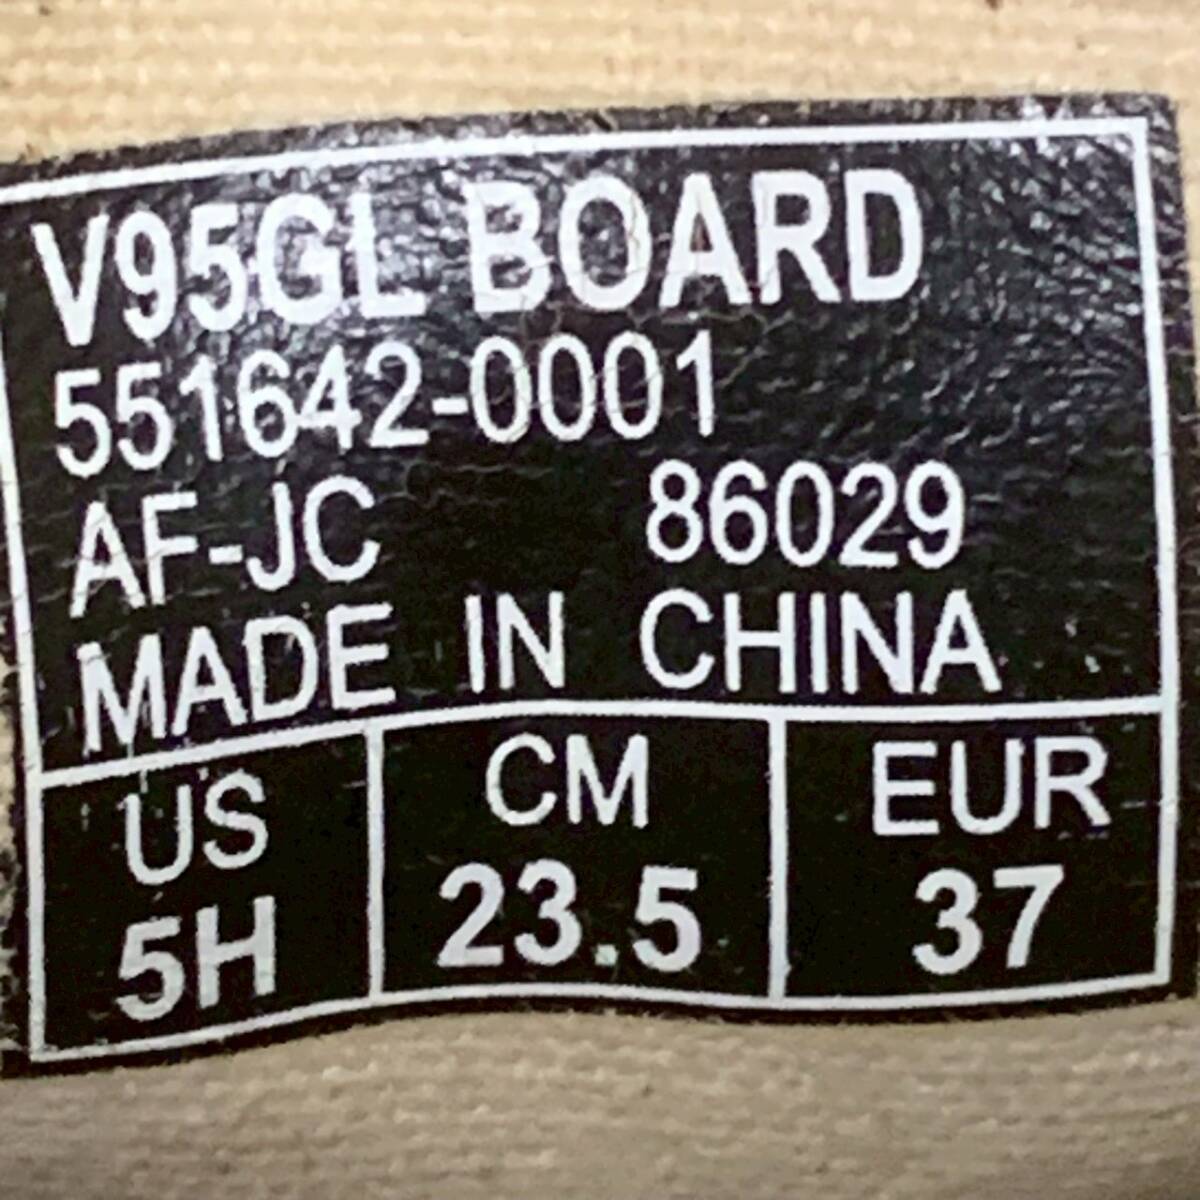 V95GL BOARD
551642-0001
AF-JC 86029
MADE IN CHINA
US CM EUR
5H 23.5 37